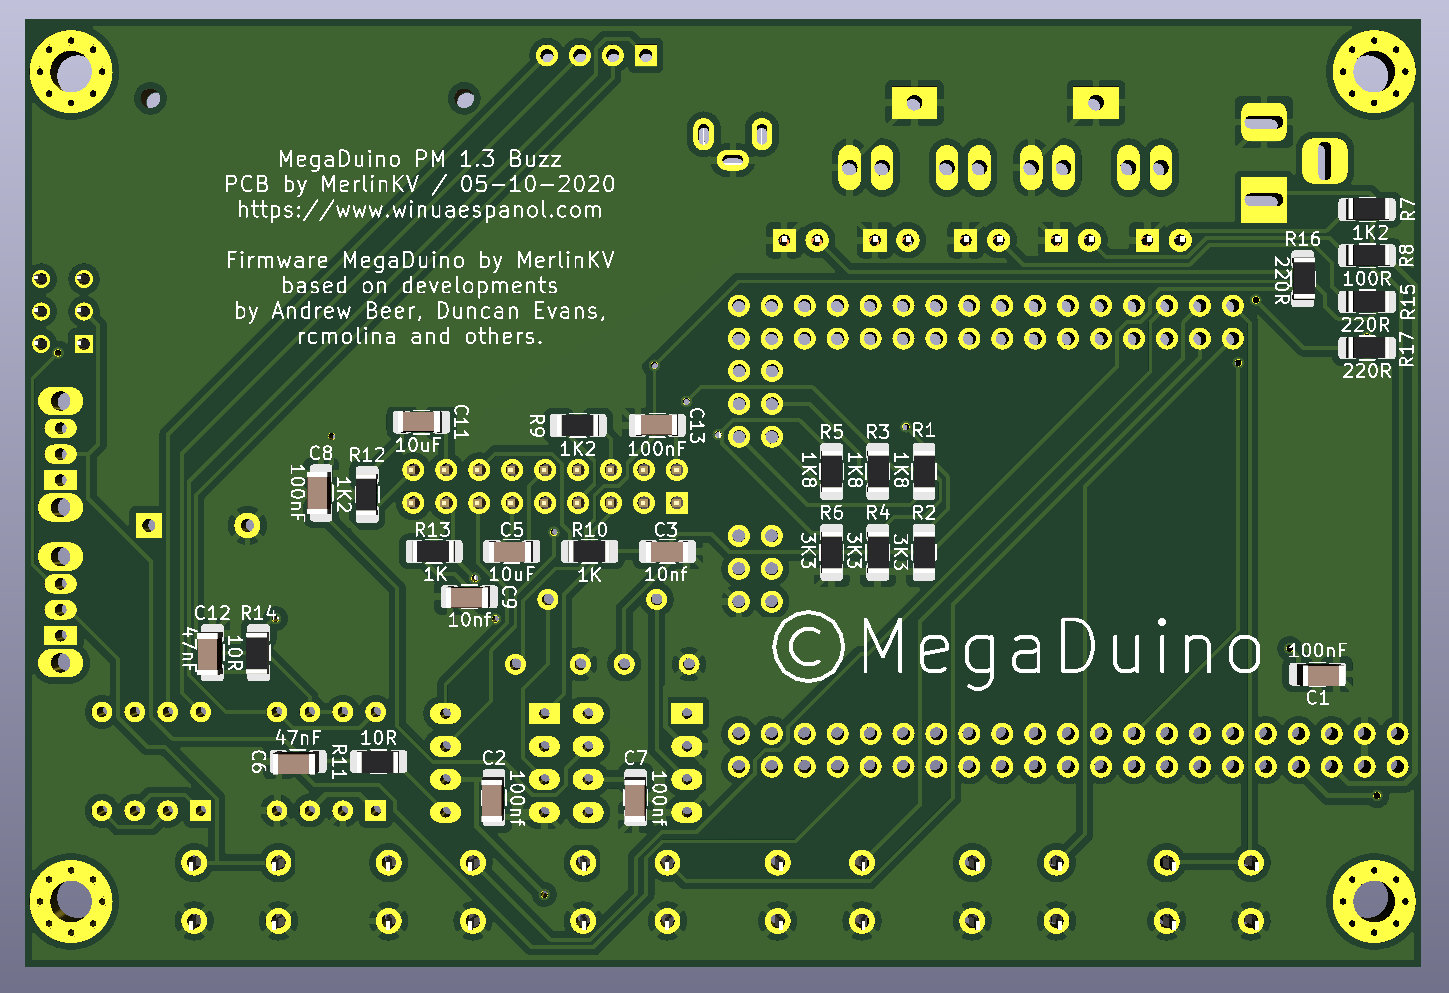 MegaDuino PM 1.3 Buzz
PCB by MerlinKV / 05-10-2020
https://www.winuaespanol.com
Firmware MegaDuino by MerlinKV
based on developments
by Andrew Beer, Duncan Evans,
rcmolina and others.
R7
1K2
R16
220R
R8
100R
R15
220R
R17
220R
C11
10uF
R9
1K2
C13
100nF
R5
1K8
R3
1K8
R1
1K8
C8
100nF
R12
1K2
R13
1K
C5
10uF
R10
1K
C3
10nf
R6
3K3
R4
3K3
R2
3K3
C9
10nf
C12
47nF
R14
10R
© MegaDuino
100nF
C1
47nF
C6
10R
R11
C2
100nf
C7
100nf